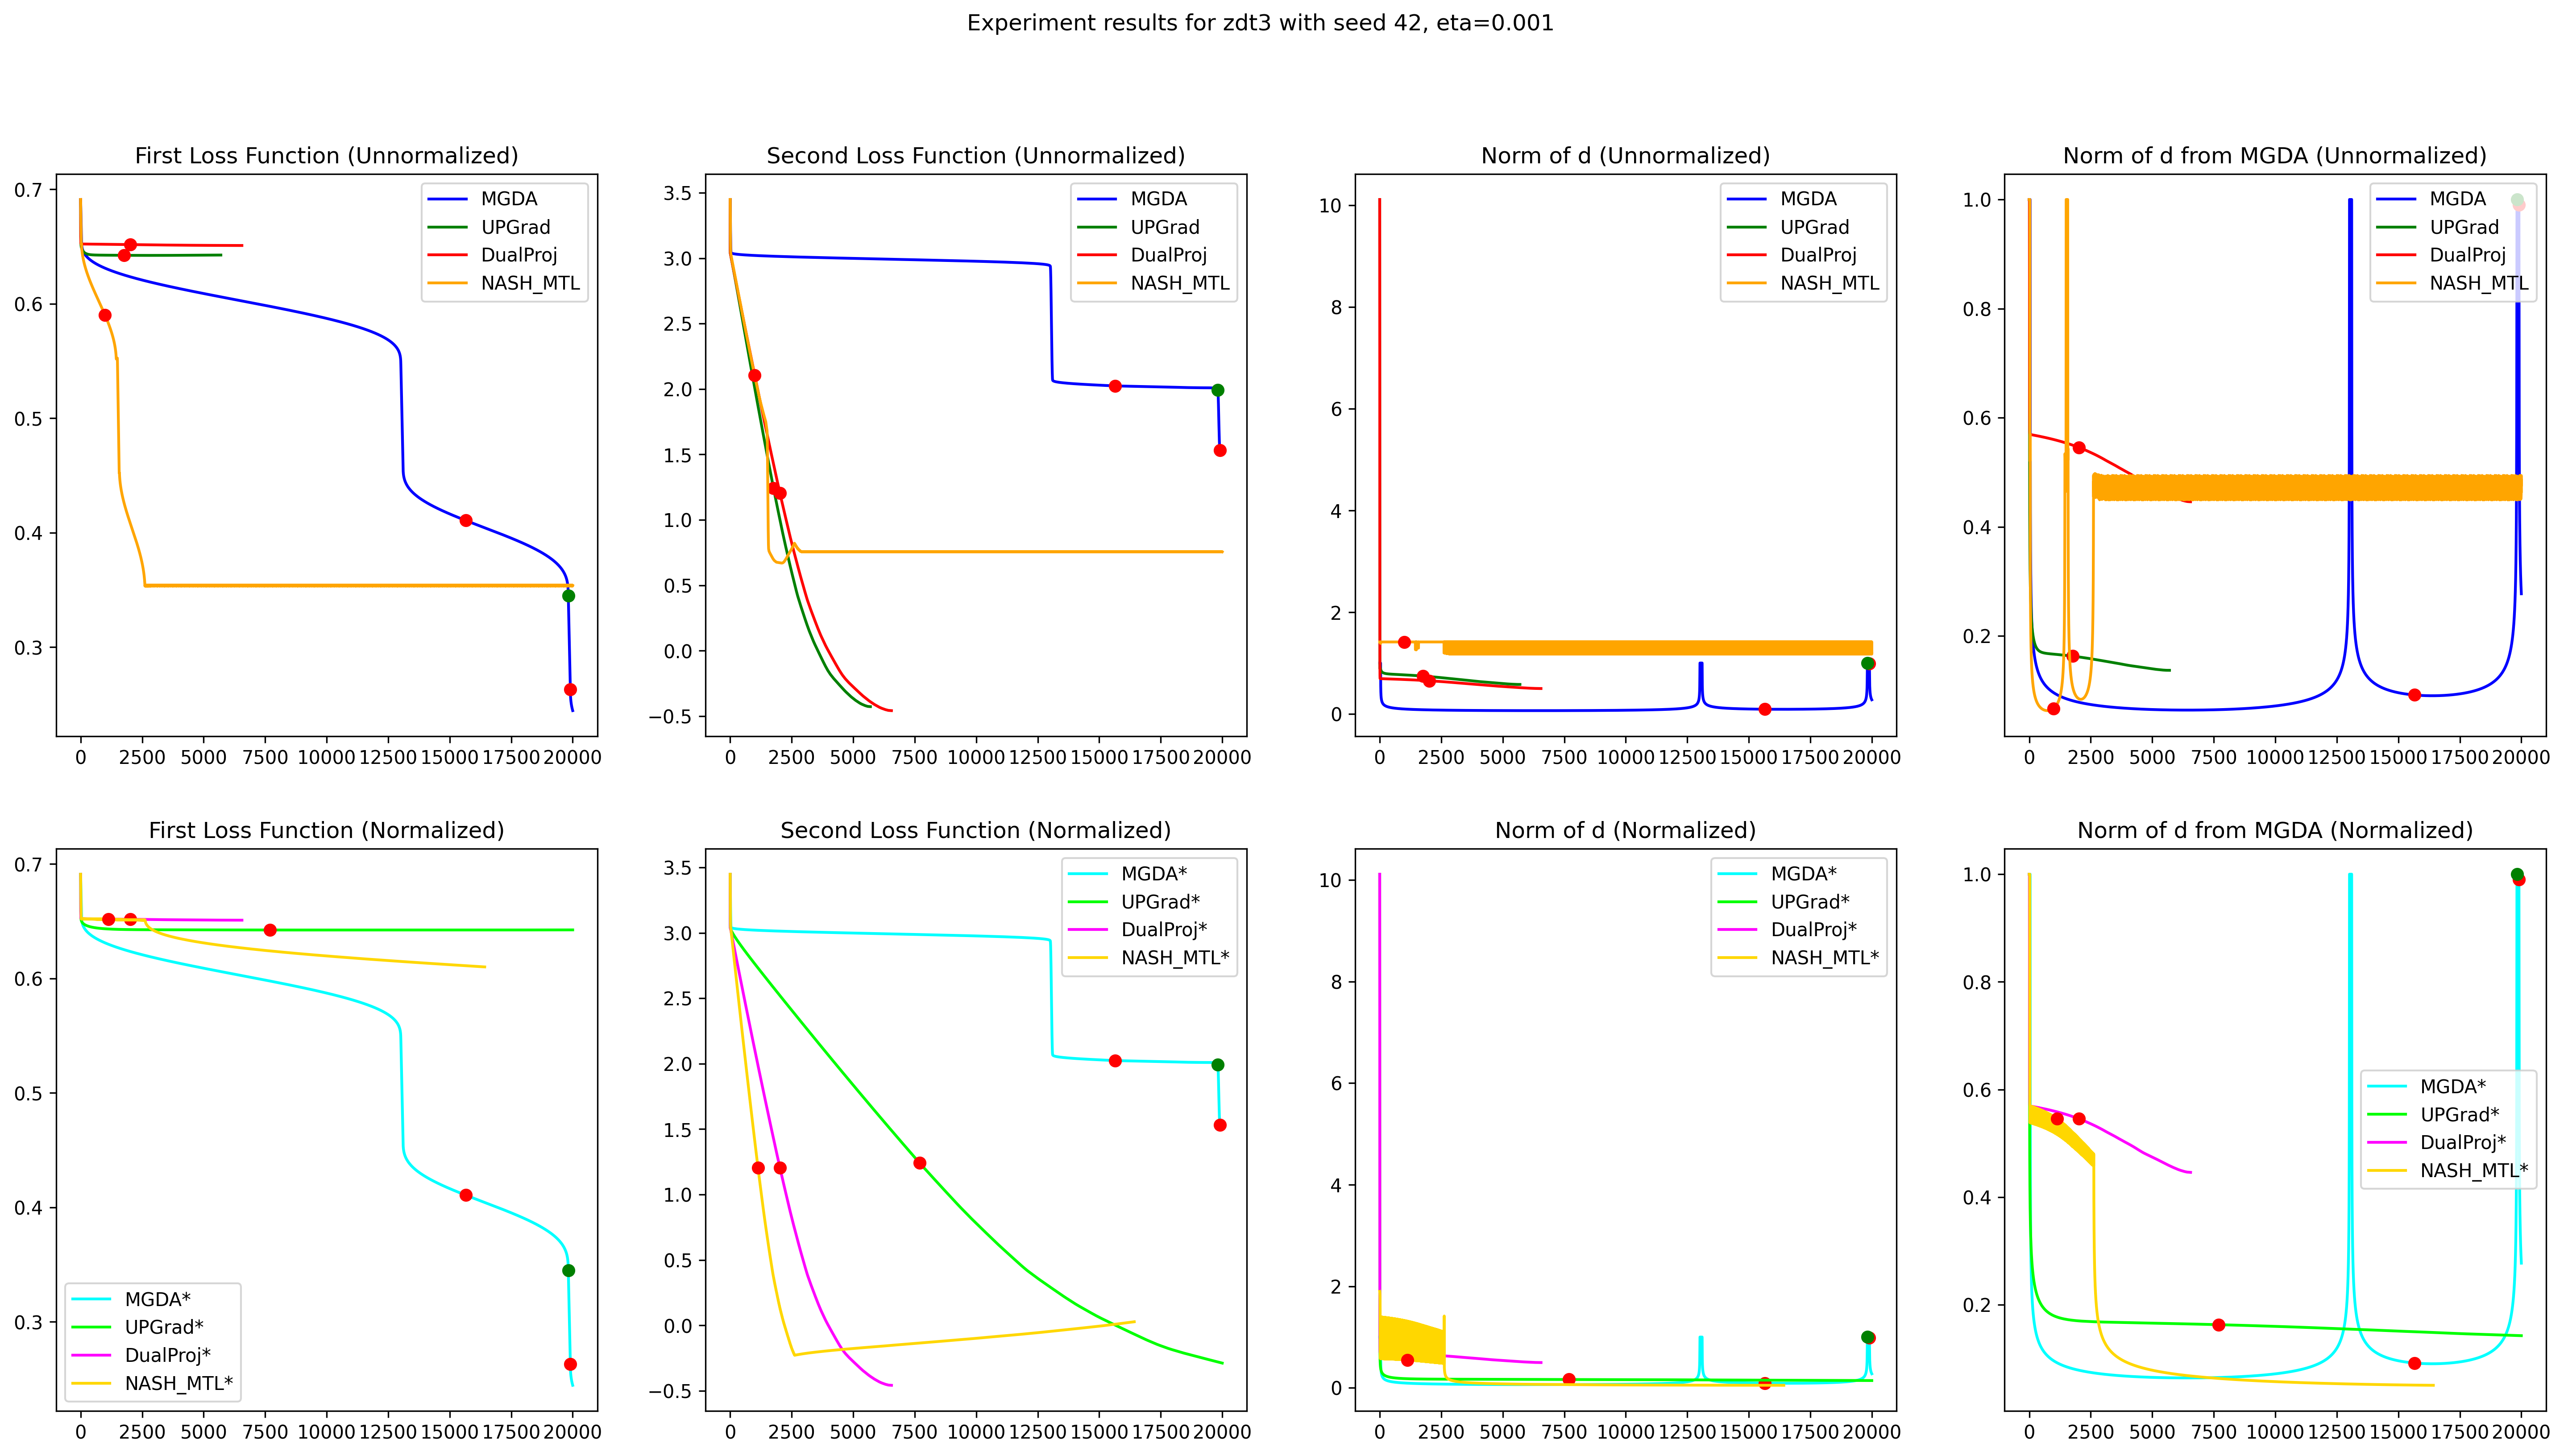 Experiment results for zdt3 with seed 42, eta=0.001
First Loss Function (Unnormalized)
0.7
0.6
0.5
0.4
0.3
0 2500 5000 7500 10000 12500 15000 17500 20000
MGDA
UPGrad
DualProj
NASH_MTL
Second Loss Function (Unnormalized)
3.5
3.0
2.5
2.0
1.5
1.0
0.5
0.0
−0.5
0 2500 5000 7500 10000 12500 15000 17500 20000
MGDA
UPGrad
DualProj
NASH_MTL
Norm of d (Unnormalized)
10
8
6
4
2
0
0 2500 5000 7500 10000 12500 15000 17500 20000
MGDA
UPGrad
DualProj
NASH_MTL
Norm of d from MGDA (Unnormalized)
1.0
0.8
0.6
0.4
0.2
0 2500 5000 7500 10000 12500 15000 17500 20000
MGDA
UPGrad
DualProj
NASH_MTL
First Loss Function (Normalized)
0.7
0.6
0.5
0.4
0.3
0 2500 5000 7500 10000 12500 15000 17500 20000
MGDA*
UPGrad*
DualProj*
NASH_MTL*
Second Loss Function (Normalized)
3.5
3.0
2.5
2.0
1.5
1.0
0.5
0.0
−0.5
0 2500 5000 7500 10000 12500 15000 17500 20000
MGDA*
UPGrad*
DualProj*
NASH_MTL*
Norm of d (Normalized)
10
8
6
4
2
0
0 2500 5000 7500 10000 12500 15000 17500 20000
MGDA*
UPGrad*
DualProj*
NASH_MTL*
Norm of d from MGDA (Normalized)
1.0
0.8
0.6
0.4
0.2
0 2500 5000 7500 10000 12500 15000 17500 20000
MGDA*
UPGrad*
DualProj*
NASH_MTL*